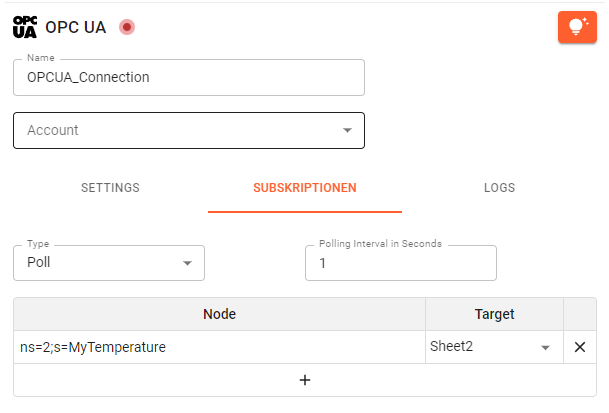 OPC
UA
OPC UA
Name
OPCUA_Connection
Account
SETTINGS
SUBSKRIPTIONEN
LOGS
Type
Poll
Polling Interval in Seconds
1
Node
Target
ns=2;s=MyTemperature
Sheet2